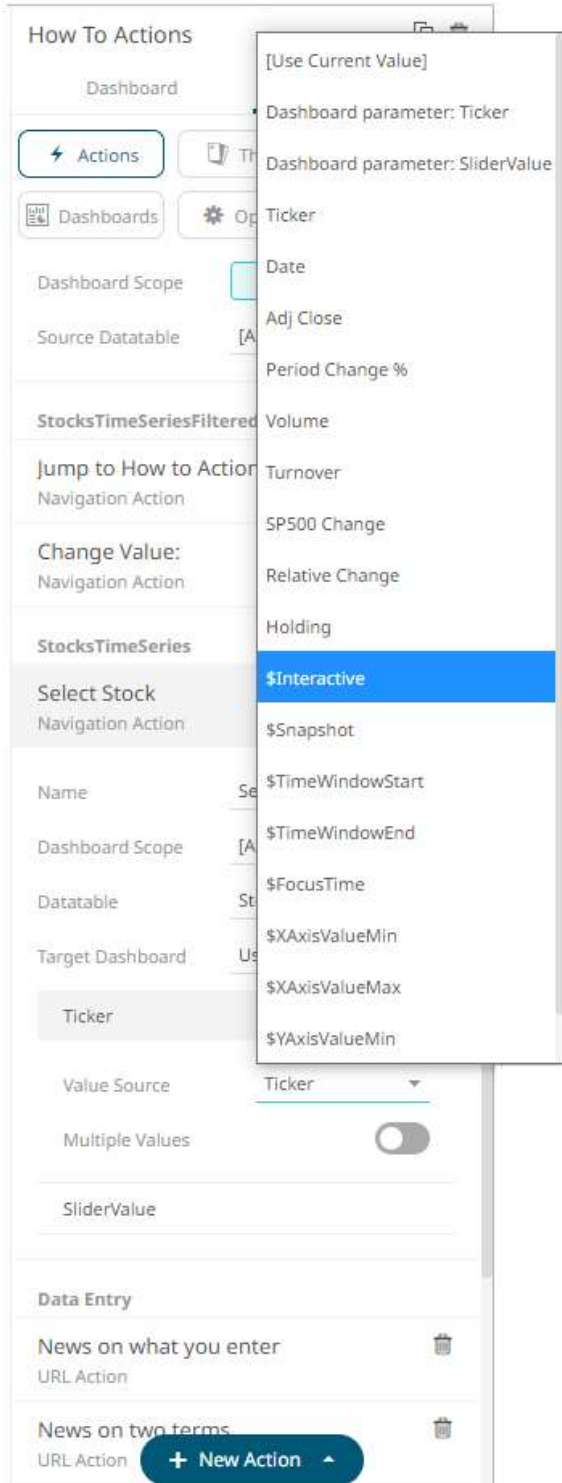 How To Actions
Dashboard
Actions
Dashboards
Dashboard Scope
Source Datatable
StocksTimeSeriesFiltered
Jump to How to Action
Navigation Action
Change Value:
Navigation Action
StocksTimeSeries
Select Stock
Navigation Action
Name
Dashboard Scope
Datatable
Target Dashboard
Ticker
[Use Current Value]
Dashboard parameter: Ticker
Dashboard parameter: SliderValue
Ticker
Date
Adj Close
Period Change %
Volume
Turnover
SP500 Change
Relative Change
Holding
$Interactive
$Snapshot
$TimeWindowStart
$TimeWindowEnd
$FocusTime
$XAxisValueMin
$XAxisValueMax
$YAxisValueMin
Value Source Ticker
Multiple Values
SliderValue
Data Entry
News on what you enter
URL Action
News on two terms
URL Action
+ New Action